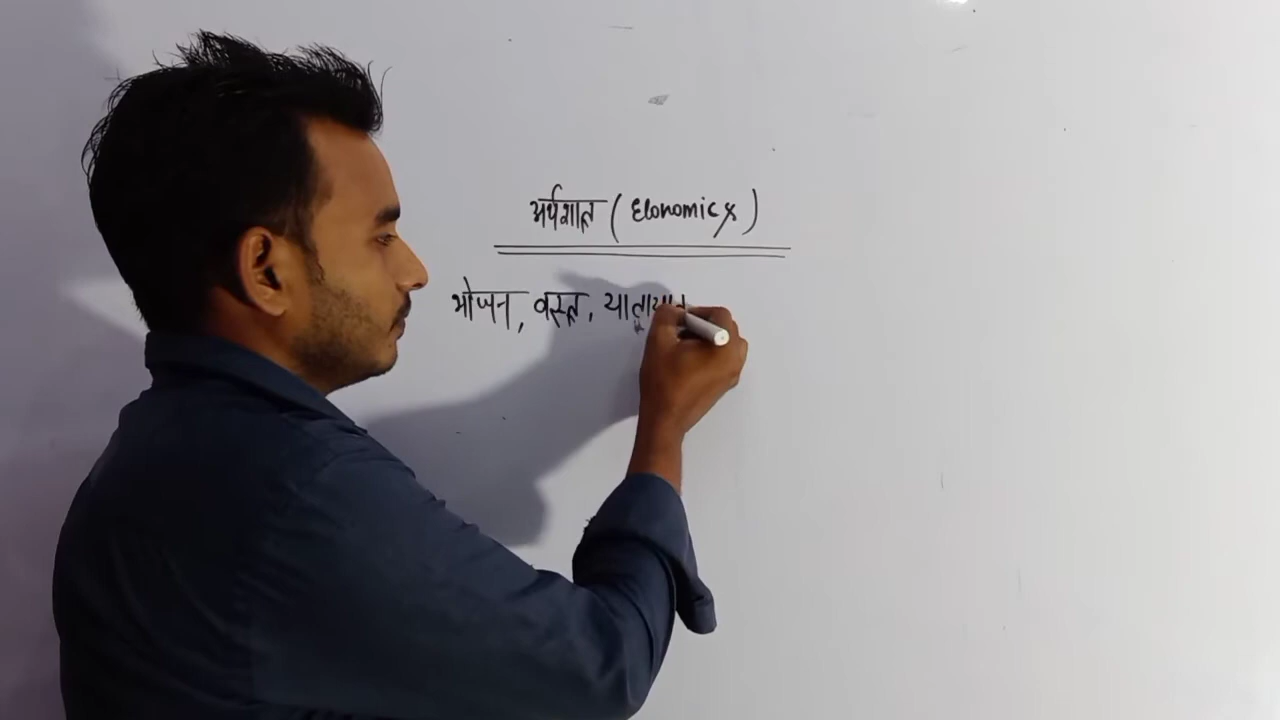 अर्थशास्त्र ( Economics )
भोजन, वस्त्र, यातायात